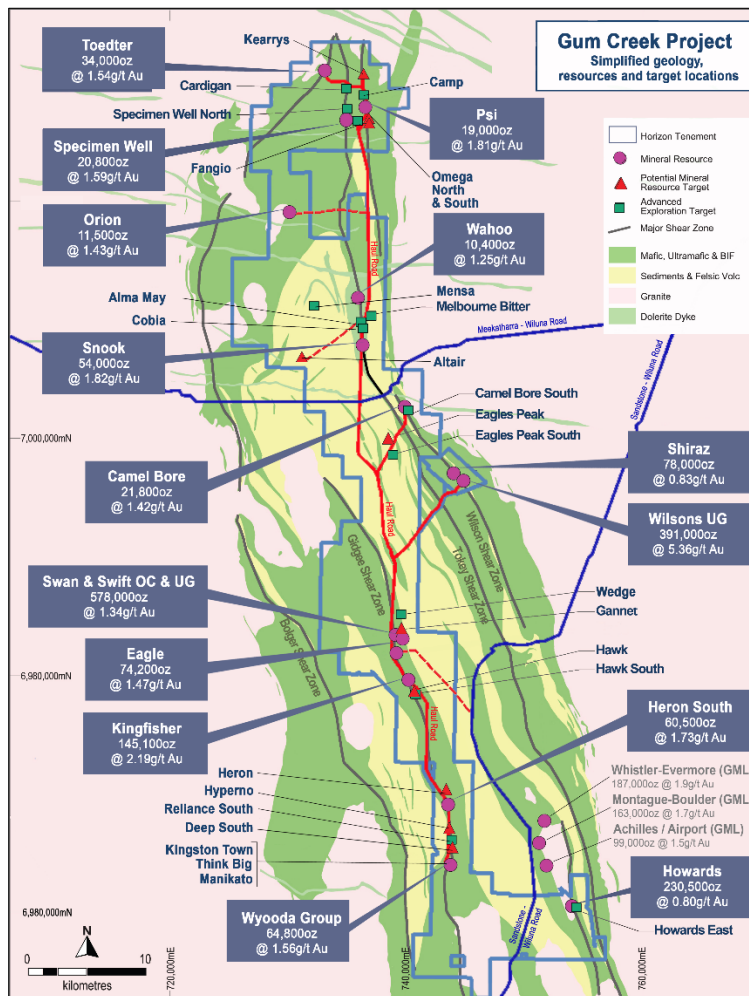 Gum Creek Project
Simplified geology,
resources and target locations
Horizon Tenement
Mineral Resource
Potential Mineral
Resource Target
Advanced
Exploration Target
Major Shear Zone
Mafic, Ultramafic & BIF
Sediments & Felsic Volc
Granite
Dolerite Dyke
Toedter
34,000oz
@ 1.54g/t Au
Kearrys
Cardigan
Camp
Specimen Well North
Psi
19,000oz
@ 1.81g/t Au
Specimen Well
20,800oz
@ 1.59g/t Au
Fangio
Omega
North
& South
Orion
11,500oz
@ 1.43g/t Au
Haul Road
Wahoo
10,400oz
@ 1.25g/t Au
Alma May
Mensa
Melbourne Bitter
Cobia
Meekatharra - Wiluna Road
Sandstone - Wiluna Road
Snook
54,000oz
@ 1.82g/t Au
Altair
Camel Bore South
Eagles Peak
Eagles Peak South
7,000,000mN
Camel Bore
21,800oz
@ 1.42g/t Au
Shiraz
78,000oz
@ 0.83g/t Au
Wilsons UG
391,000oz
@ 5.36g/t Au
Haul Road
Gidgee Shear Zone
Wilson Shear Zone
Tokay Shear Zone
Bolger Shear Zone
Swan & Swift OC & UG
578,000oz
@ 1.34g/t Au
Wedge
Gannet
Eagle
74,200oz
@ 1.47g/t Au
Hawk
Hawk South
6,980,000mN
Kingfisher
145,100oz
@ 2.19g/t Au
Haul Road
Heron South
60,500oz
@ 1.73g/t Au
Heron
Hyperno
Reliance South
Deep South
Kingston Town
Think Big
Manikato
Whistler-Evermore (GML)
187,000oz @ 1.9g/t Au
Montague-Boulder (GML)
163,000oz @ 1.7g/t Au
Achilles / Airport (GML)
99,000oz @ 1.5g/t Au
Howards
230,500oz
@ 0.80g/t Au
Howards East
Wyooda Group
64,800oz
@ 1.56g/t Au
Sandstone -
Wiluna Road
6,980,000mN
N
0
10
kilometres
720,000mE
740,000mE
760,000mE